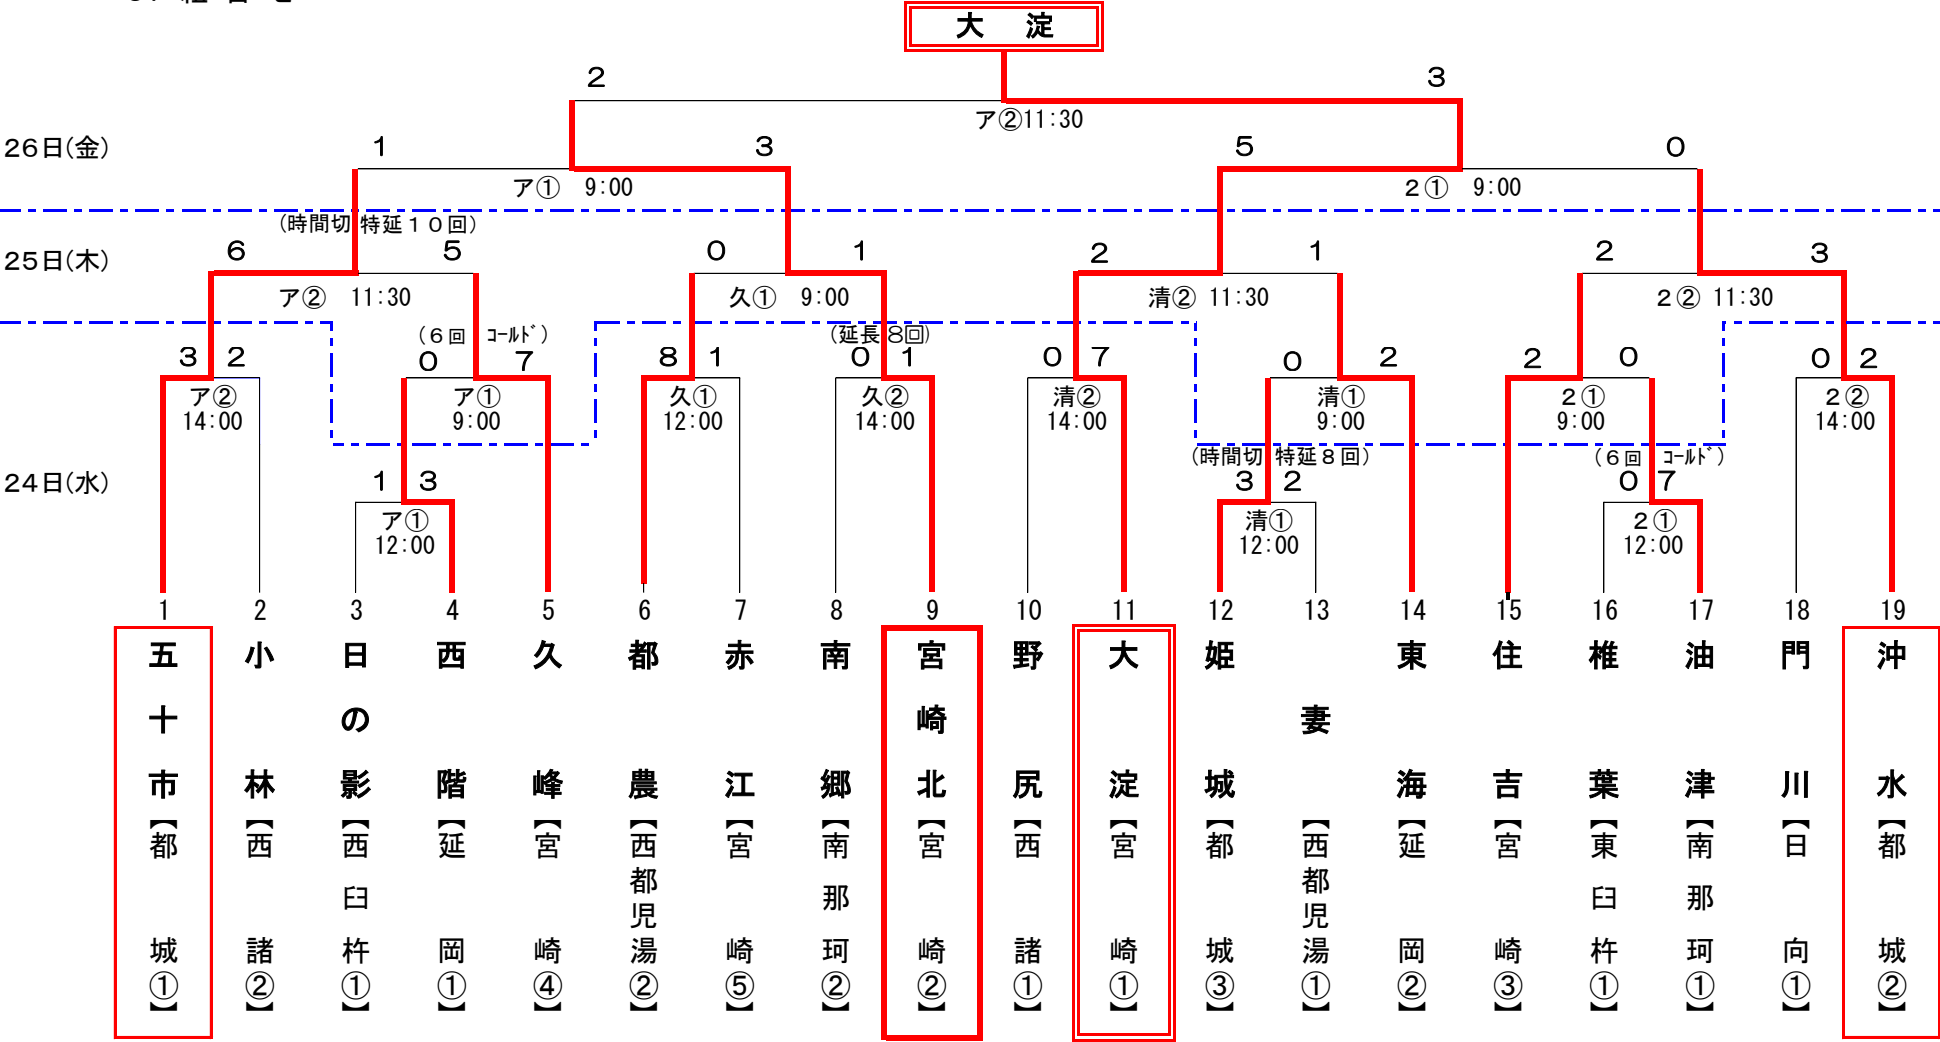 大　淀
2　3
ア②11:30
26日(金)　1　3　5　0
ア①　9:00　2①　9:00
(時間切 特延１０回)
25日(木)　6　5　0　1　2　1　2　3
ア②　11:30　久①　9:00　清② 11:30　2② 11:30
(６回　ｺｰﾙﾄﾞ)　(延長 8回)
3　2　0　7　8　1　0　1　0　7　0　2　2　0　0　2
ア②　ア①　久①　久②　清②　清①　2①　2②
14:00　9:00　12:00　14:00　14:00　9:00　9:00　14:00
(時間切 特延８回)　(６回　ｺｰﾙﾄﾞ)
24日(水)　1　3　3　2　0　7
ア①　清①　2①
12:00　12:00　12:00
1　2　3　4　5　6　7　8　9　10　11　12　13　14　15　16　17　18　19
五十市【都城①】
小林【西諸②】
日の影【西臼杵①】
西階【延岡①】
久峰【宮崎④】
都農【西都児湯②】
赤江【宮崎⑤】
南郷【南那珂②】
宮崎北【宮崎②】
野尻【西諸①】
大淀【宮崎①】
姫城【都城③】
妻【西都児湯①】
東海【延岡②】
住吉【宮崎③】
椎葉【東臼杵①】
油津【南那珂①】
門川【日向①】
沖水【都城②】